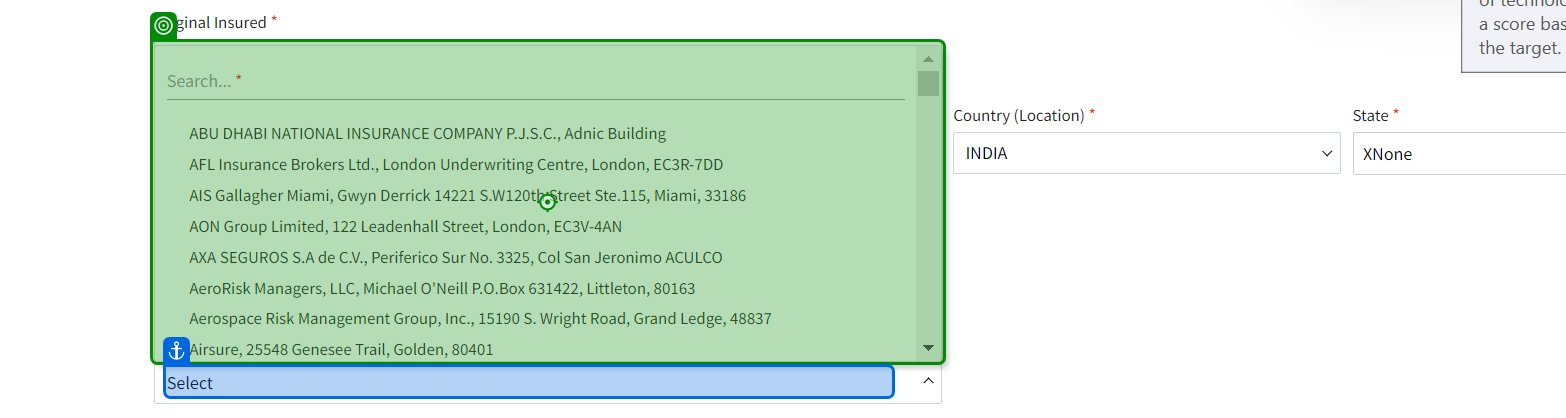 of technolo
a score bas
the target.
ginal Insured *
Search... *
ABU DHABI NATIONAL INSURANCE COMPANY P.J.S.C., Adnic Building
AFL Insurance Brokers Ltd., London Underwriting Centre, London, EC3R-7DD
AIS Gallagher Miami, Gwyn Derrick 14221 S.W120th Street Ste.115, Miami, 33186
AON Group Limited, 122 Leadenhall Street, London, EC3V-4AN
AXA SEGUROS S.A de C.V., Periferico Sur No. 3325, Col San Jeronimo ACULCO
AeroRisk Managers, LLC, Michael O'Neill P.O.Box 631422, Littleton, 80163
Aerospace Risk Management Group, Inc., 15190 S. Wright Road, Grand Ledge, 48837
Airsure, 25548 Genesee Trail, Golden, 80401
Select
Country (Location) *
INDIA
State *
XNone